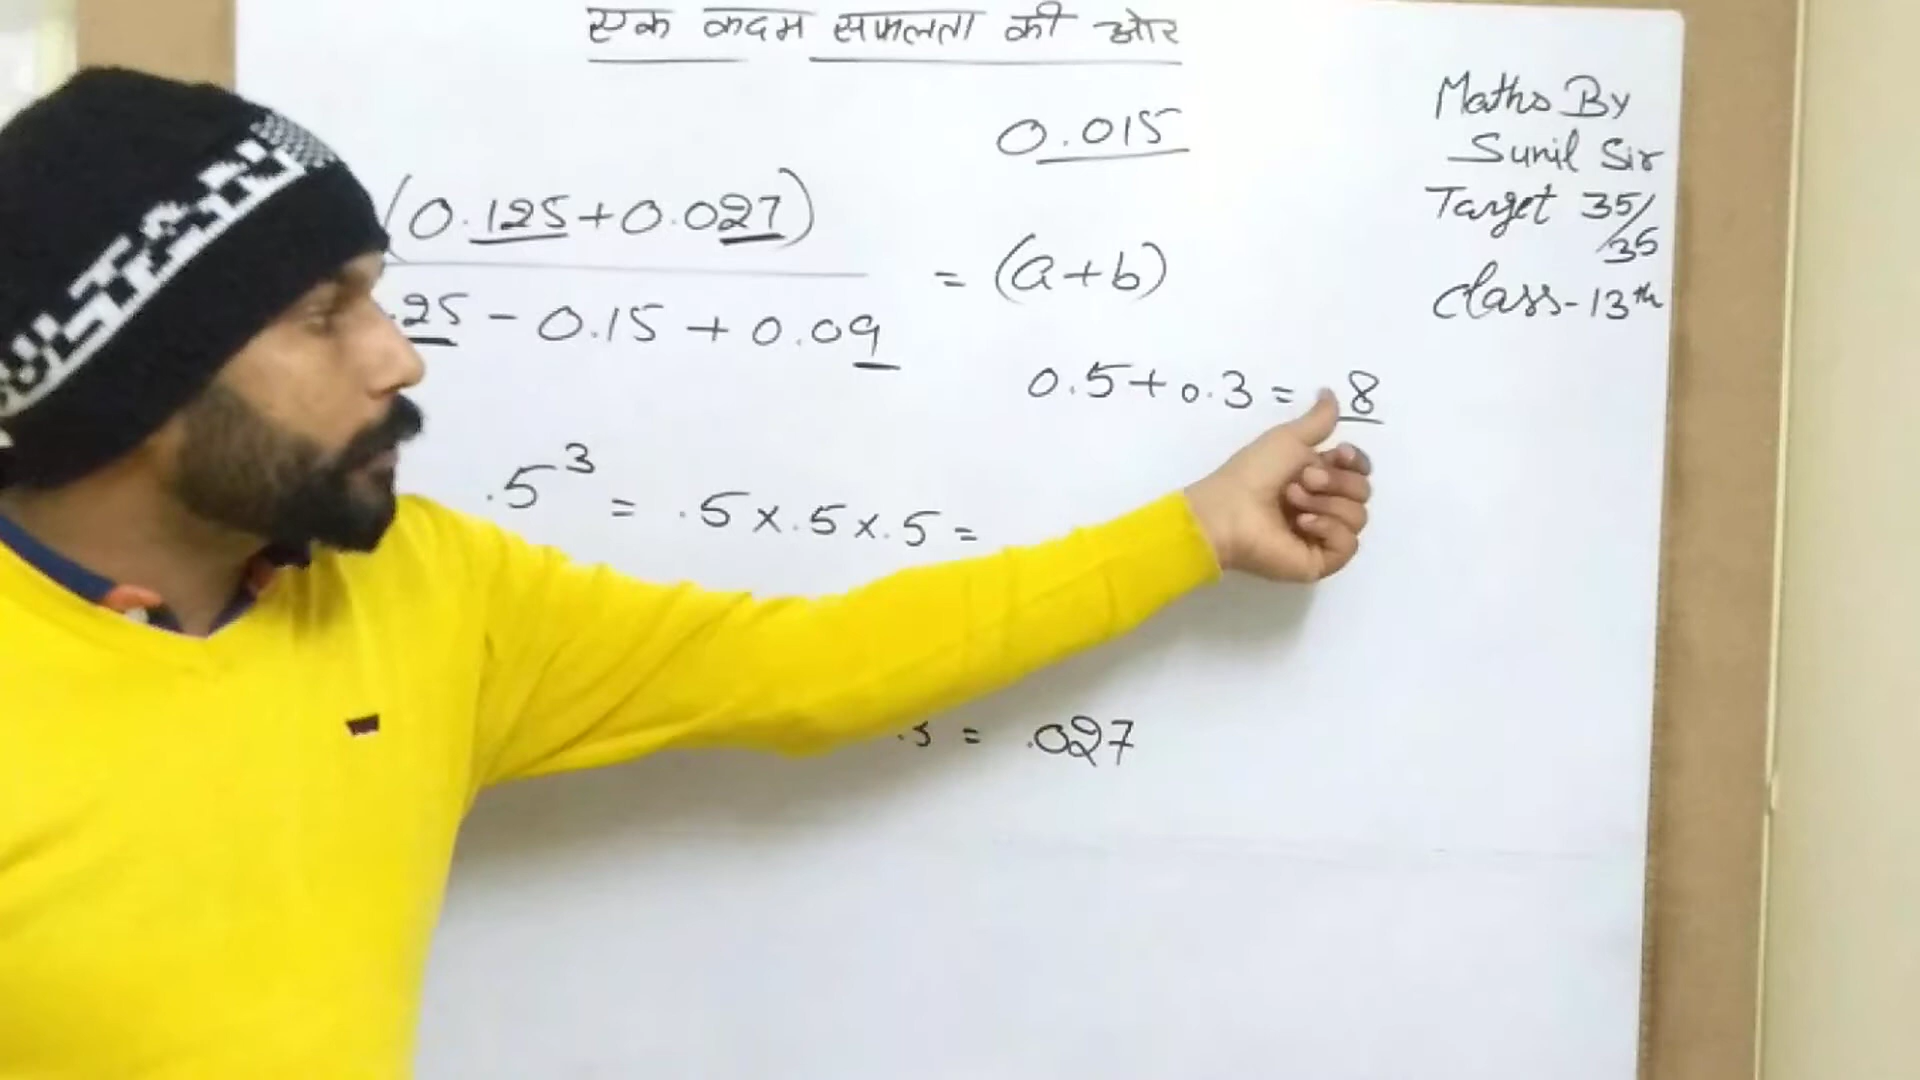 एक कदम सफलता की ओर
0.015
(0.125+0.027)
.25 - 0.15 + 0.09
= (a+b)
0.5+0.3= .8
.5³ = .5×.5×.5=
.3 = .027
Maths By
Sunil Sir
Target 35/35
Class-13th